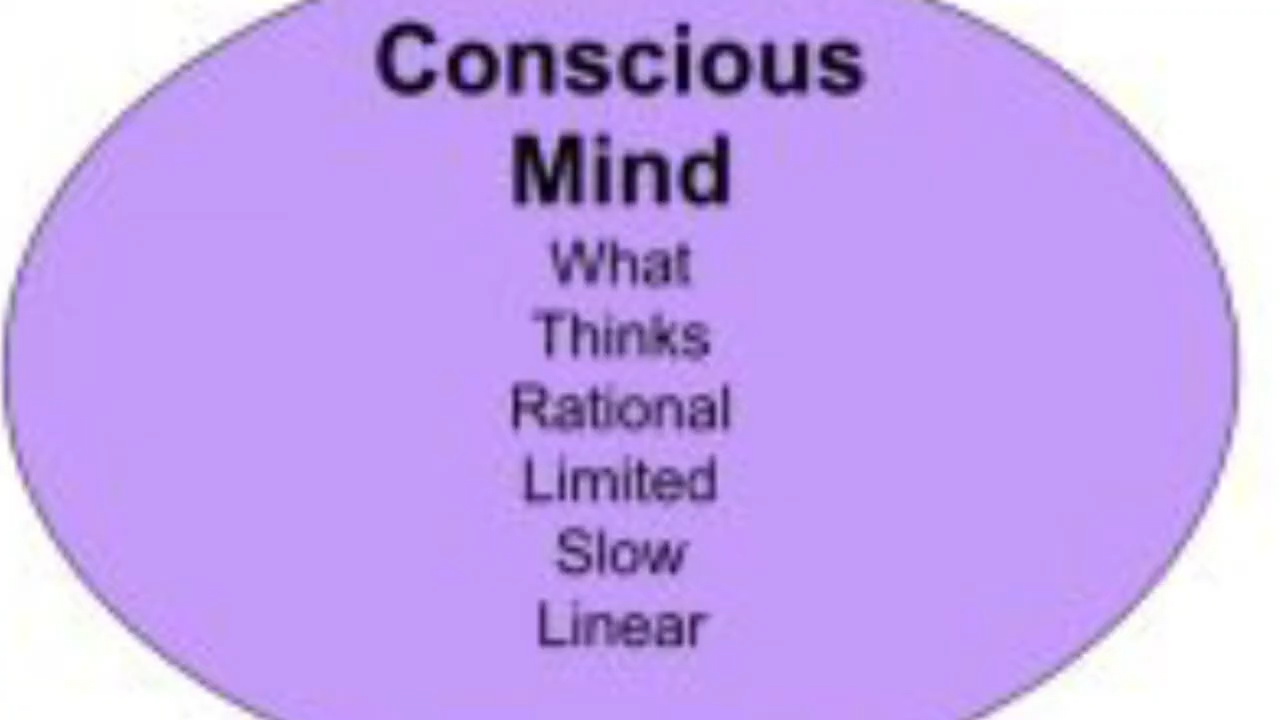 Conscious
Mind
What
Thinks
Rational
Limited
Slow
Linear